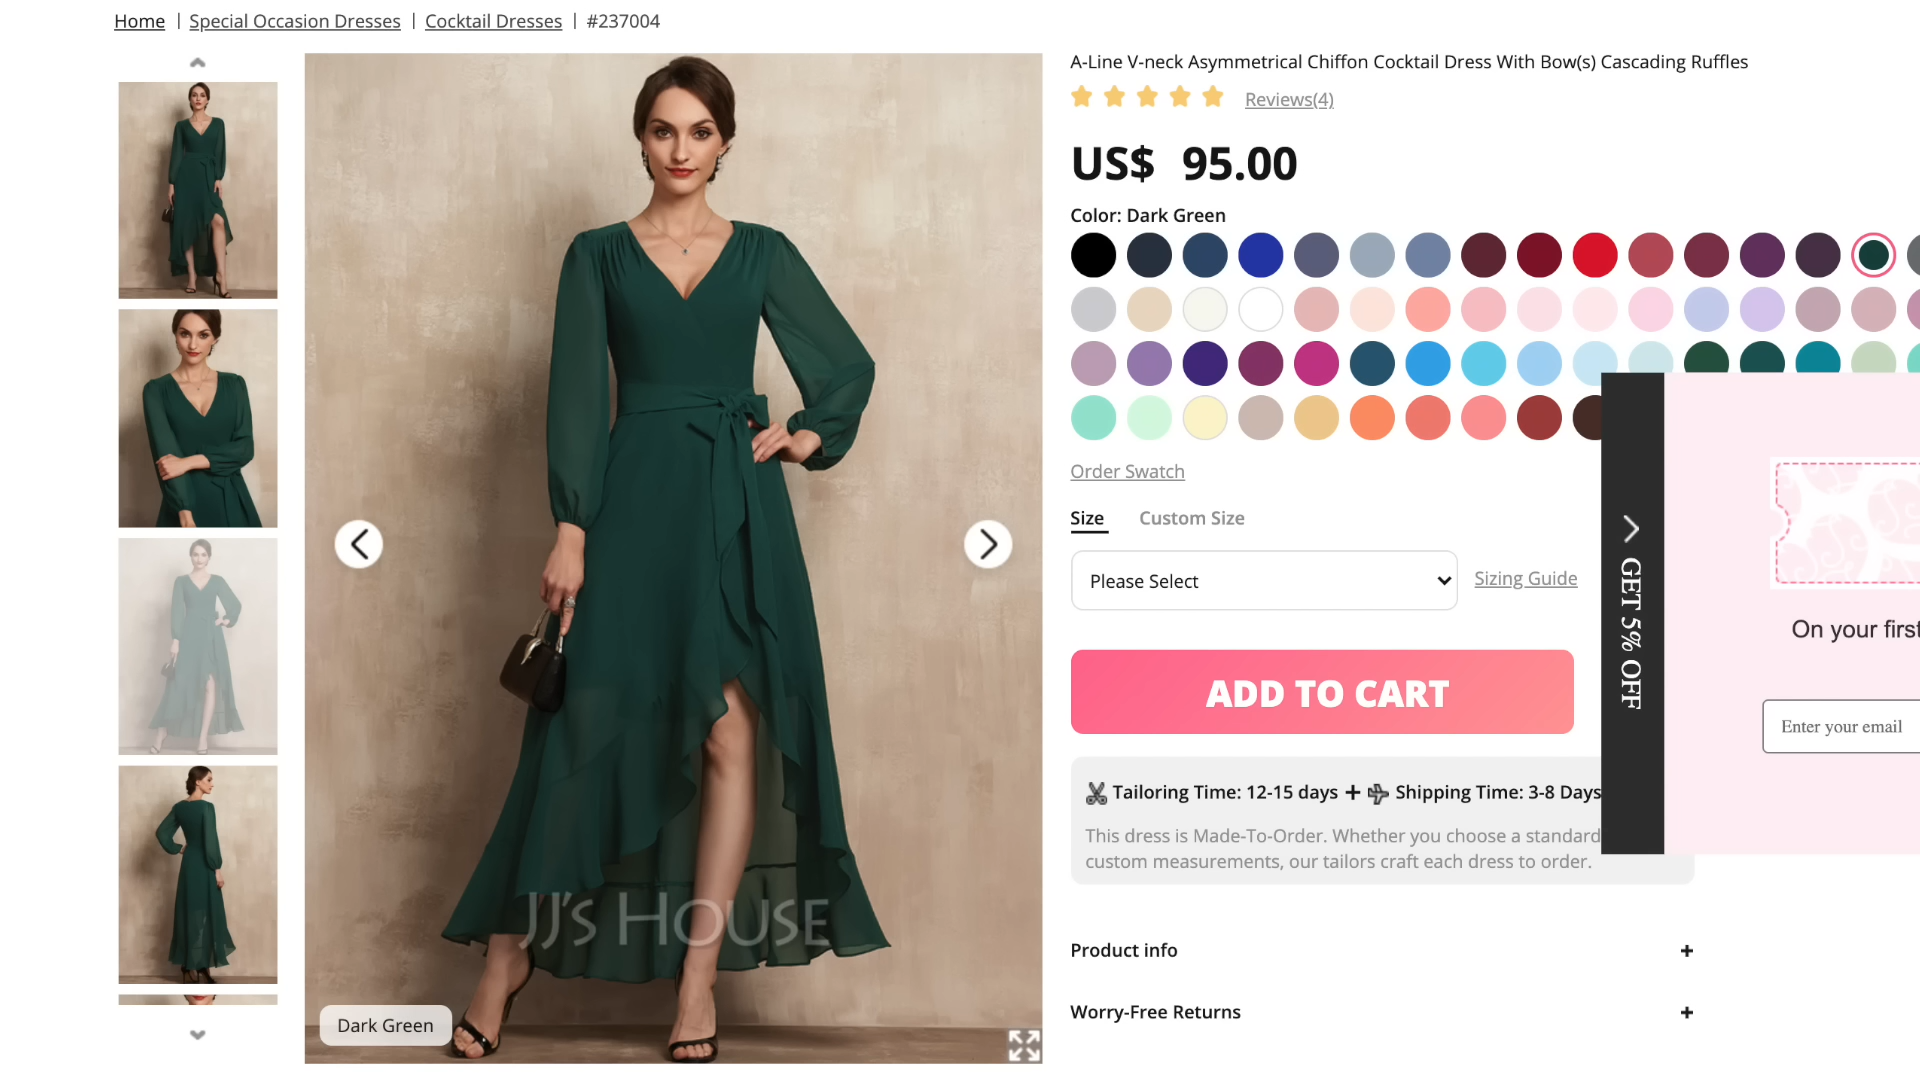 Home | Special Occasion Dresses | Cocktail Dresses | #237004
A-Line V-neck Asymmetrical Chiffon Cocktail Dress With Bow(s) Cascading Ruffles
Reviews(4)
US$ 95.00
Color: Dark Green
Order Swatch
Size Custom Size
Please Select
Sizing Guide
ADD TO CART
Tailoring Time: 12-15 days + Shipping Time: 3-8 Days
This dress is Made-To-Order. Whether you choose a standard
custom measurements, our tailors craft each dress to order.
Product info +
Worry-Free Returns +
GET 5% OFF
On your first
Enter your email
JJ's HOUSE
Dark Green